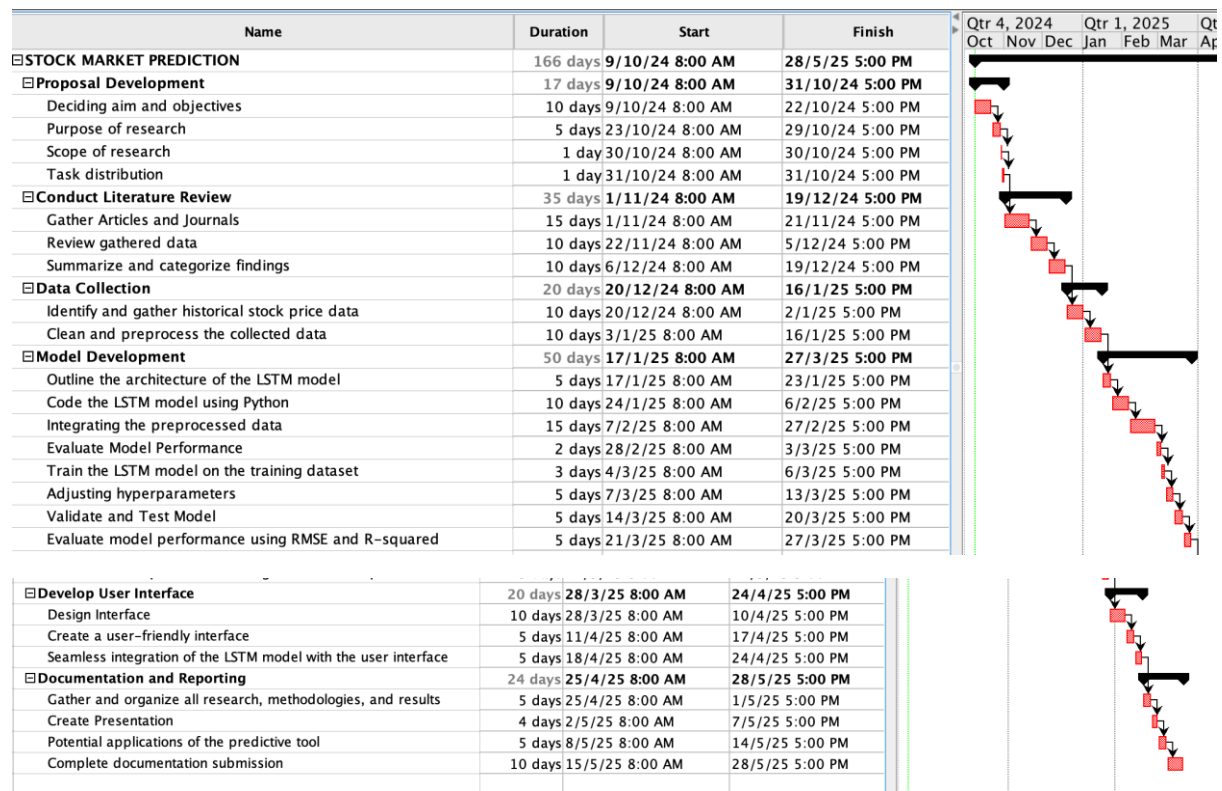 Name Duration Start Finish Qtr 4, 2024 Qtr 1, 2025 Qt
Oct Nov Dec Jan Feb Mar Ap
STOCK MARKET PREDICTION 166 days 9/10/24 8:00 AM 28/5/25 5:00 PM
Proposal Development 17 days 9/10/24 8:00 AM 31/10/24 5:00 PM
Deciding aim and objectives 10 days 9/10/24 8:00 AM 22/10/24 5:00 PM
Purpose of research 5 days 23/10/24 8:00 AM 29/10/24 5:00 PM
Scope of research 1 day 30/10/24 8:00 AM 30/10/24 5:00 PM
Task distribution 1 day 31/10/24 8:00 AM 31/10/24 5:00 PM
Conduct Literature Review 35 days 1/11/24 8:00 AM 19/12/24 5:00 PM
Gather Articles and Journals 15 days 1/11/24 8:00 AM 21/11/24 5:00 PM
Review gathered data 10 days 22/11/24 8:00 AM 5/12/24 5:00 PM
Summarize and categorize findings 10 days 6/12/24 8:00 AM 19/12/24 5:00 PM
Data Collection 20 days 20/12/24 8:00 AM 16/1/25 5:00 PM
Identify and gather historical stock price data 10 days 20/12/24 8:00 AM 2/1/25 5:00 PM
Clean and preprocess the collected data 10 days 3/1/25 8:00 AM 16/1/25 5:00 PM
Model Development 50 days 17/1/25 8:00 AM 27/3/25 5:00 PM
Outline the architecture of the LSTM model 5 days 17/1/25 8:00 AM 23/1/25 5:00 PM
Code the LSTM model using Python 10 days 24/1/25 8:00 AM 6/2/25 5:00 PM
Integrating the preprocessed data 15 days 7/2/25 8:00 AM 27/2/25 5:00 PM
Evaluate Model Performance 2 days 28/2/25 8:00 AM 3/3/25 5:00 PM
Train the LSTM model on the training dataset 3 days 4/3/25 8:00 AM 6/3/25 5:00 PM
Adjusting hyperparameters 5 days 7/3/25 8:00 AM 13/3/25 5:00 PM
Validate and Test Model 5 days 14/3/25 8:00 AM 20/3/25 5:00 PM
Evaluate model performance using RMSE and R-squared 5 days 21/3/25 8:00 AM 27/3/25 5:00 PM
Develop User Interface 20 days 28/3/25 8:00 AM 24/4/25 5:00 PM
Design Interface 10 days 28/3/25 8:00 AM 10/4/25 5:00 PM
Create a user-friendly interface 5 days 11/4/25 8:00 AM 17/4/25 5:00 PM
Seamless integration of the LSTM model with the user interface 5 days 18/4/25 8:00 AM 24/4/25 5:00 PM
Documentation and Reporting 24 days 25/4/25 8:00 AM 28/5/25 5:00 PM
Gather and organize all research, methodologies, and results 5 days 25/4/25 8:00 AM 1/5/25 5:00 PM
Create Presentation 4 days 2/5/25 8:00 AM 7/5/25 5:00 PM
Potential applications of the predictive tool 5 days 8/5/25 8:00 AM 14/5/25 5:00 PM
Complete documentation submission 10 days 15/5/25 8:00 AM 28/5/25 5:00 PM